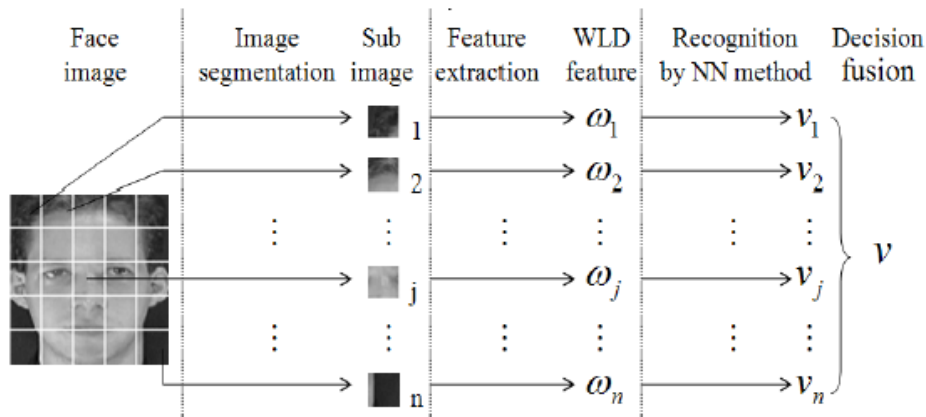 Face image
Image segmentation
Sub image
Feature extraction
WLD feature
Recognition by NN method
Decision fusion
1 ω1 v1
2 ω2 v2
⋮ ⋮ ⋮ ⋮ ⋮ ⋮
v
j ωj vj
⋮ ⋮ ⋮ ⋮ ⋮ ⋮
n ωn vn